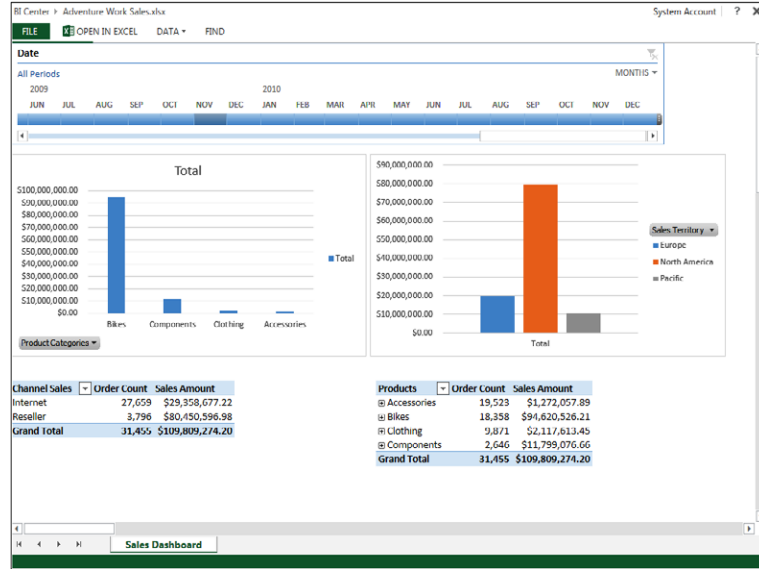 BI Center › Adventure Work Sales.xlsx System Account ? X
FILE OPEN IN EXCEL DATA FIND
Date
All Periods MONTHS
2009 2010
JUN JUL AUG SEP OCT NOV DEC JAN FEB MAR APR MAY JUN JUL AUG SEP OCT NOV DEC
Total
$100,000,000.00
$90,000,000.00
$80,000,000.00
$70,000,000.00
$60,000,000.00
$50,000,000.00
$40,000,000.00
$30,000,000.00
$20,000,000.00
$10,000,000.00
$0.00
Bikes Components Clothing Accessories
Total
Product Categories
$90,000,000.00
$80,000,000.00
$70,000,000.00
$60,000,000.00
$50,000,000.00
$40,000,000.00
$30,000,000.00
$20,000,000.00
$10,000,000.00
$0.00
Total
Sales Territory
Europe
North America
Pacific
Channel Sales Order Count Sales Amount
Internet 27,659 $29,358,677.22
Reseller 3,796 $80,450,596.98
Grand Total 31,455 $109,809,274.20
Products Order Count Sales Amount
Accessories 19,523 $1,272,057.89
Bikes 18,358 $94,620,526.21
Clothing 9,871 $2,117,613.45
Components 2,646 $11,799,076.66
Grand Total 31,455 $109,809,274.20
Sales Dashboard